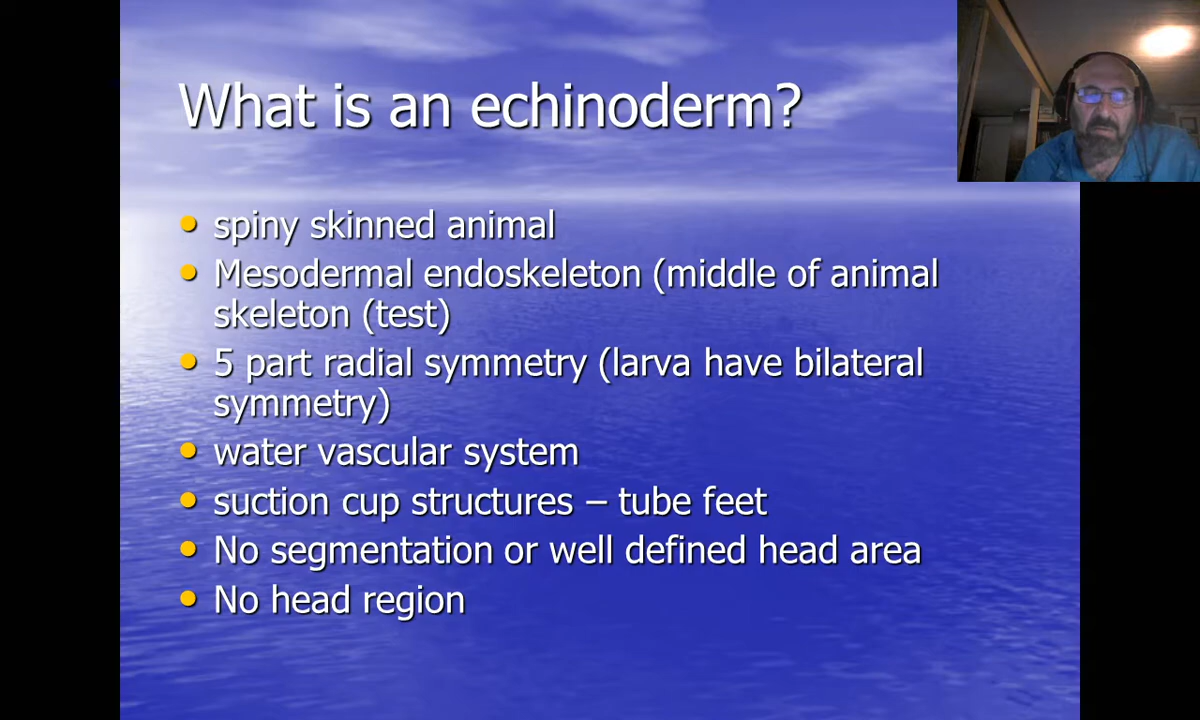 What is an echinoderm?
spiny skinned animal
Mesodermal endoskeleton (middle of animal
skeleton (test)
5 part radial symmetry (larva have bilateral
symmetry)
water vascular system
suction cup structures – tube feet
No segmentation or well defined head area
No head region